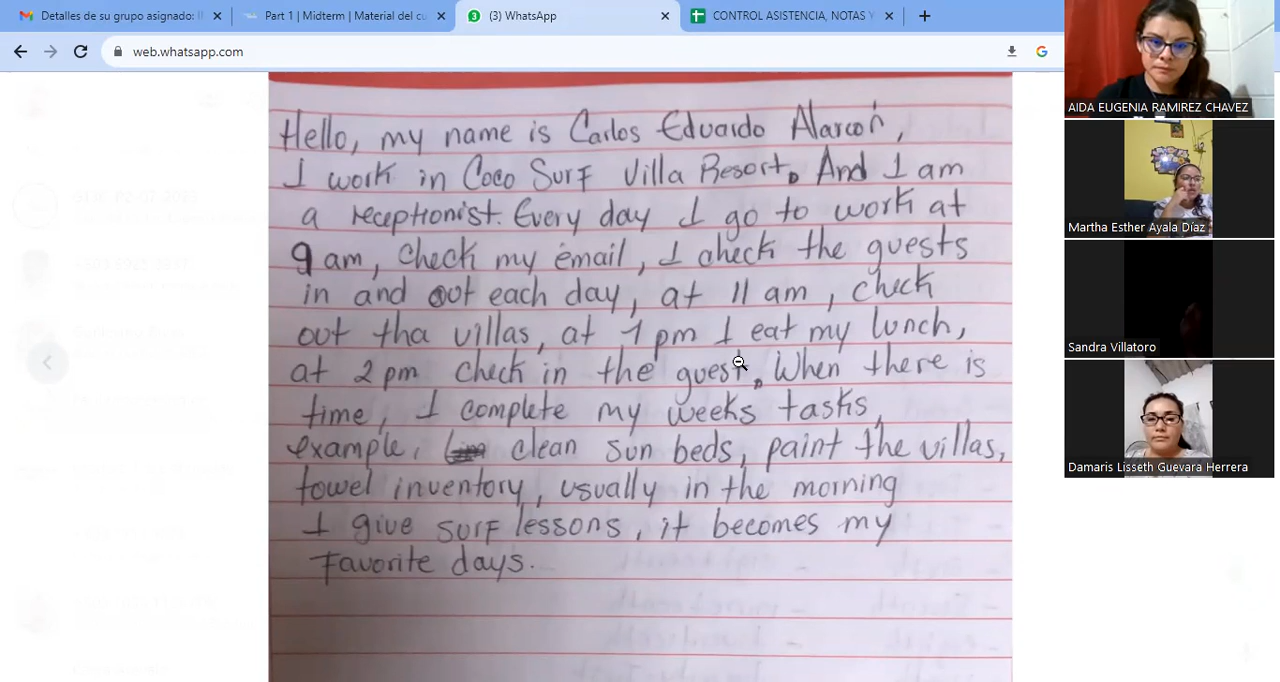 Detalles de su grupo asignado: I
Part 1 | Midterm | Material del cu
(3) WhatsApp
CONTROL ASISTENCIA, NOTAS Y
web.whatsapp.com
Hello, my name is Carlos Eduardo Alarcón,
I work in Coco Surf Villa Resort. And I am
a receptionist. Every day I go to work at
9 am, check my email, I check the guests
in and out each day, at 11 am, check
out tha villas, at 1 pm I eat my lunch,
at 2 pm check in the guest. When there is
time, I complete my weeks tasks,
example, clean sun beds, paint the villas,
towel inventory, usually in the morning
I give surf lessons, it becomes my
favorite days.
AIDA EUGENIA RAMIREZ CHAVEZ
Martha Esther Ayala Díaz
Sandra Villatoro
Damaris Lisseth Guevara Herrera